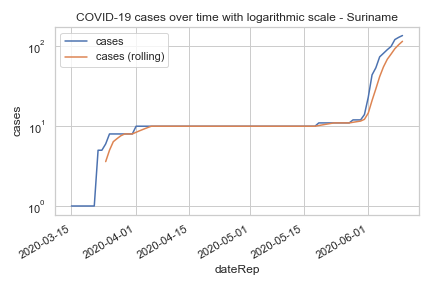 COVID-19 cases over time with logarithmic scale - Suriname
cases
cases (rolling)
10²
10¹
10⁰
cases
2020-03-15
2020-04-01
2020-04-15
2020-05-01
2020-05-15
2020-06-01
dateRep